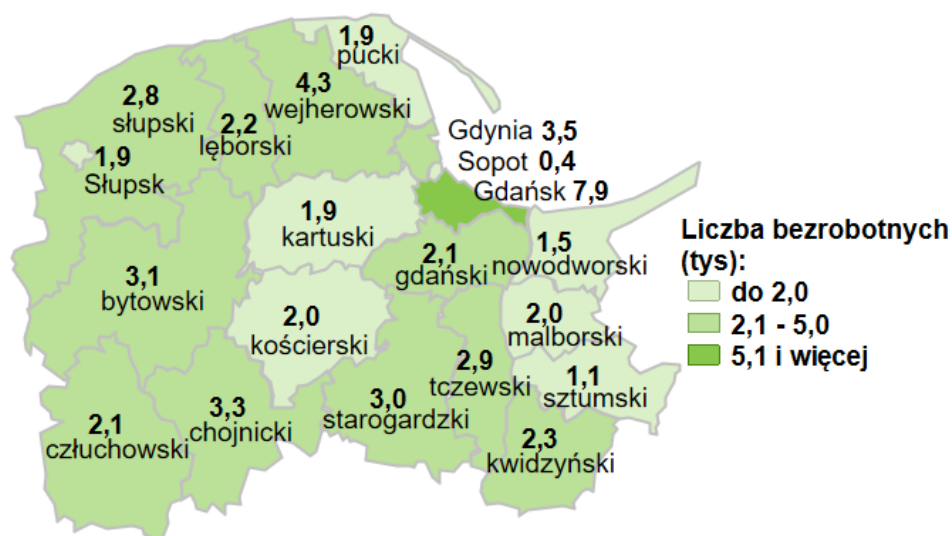 1,9
pucki
4,3
wejherowski
2,8
słupski
2,2
lęborski
1,9
Słupsk
Gdynia 3,5
Sopot 0,4
Gdańsk 7,9
1,9
kartuski
2,1
gdański
1,5
nowodworski
3,1
bytowski
2,0
kościerski
2,0
malborski
2,9
tczewski
1,1
sztumski
3,0
starogardzki
3,3
chojnicki
2,1
człuchowski
2,3
kwidzyński
Liczba bezrobotnych
(tys):
do 2,0
2,1 - 5,0
5,1 i więcej